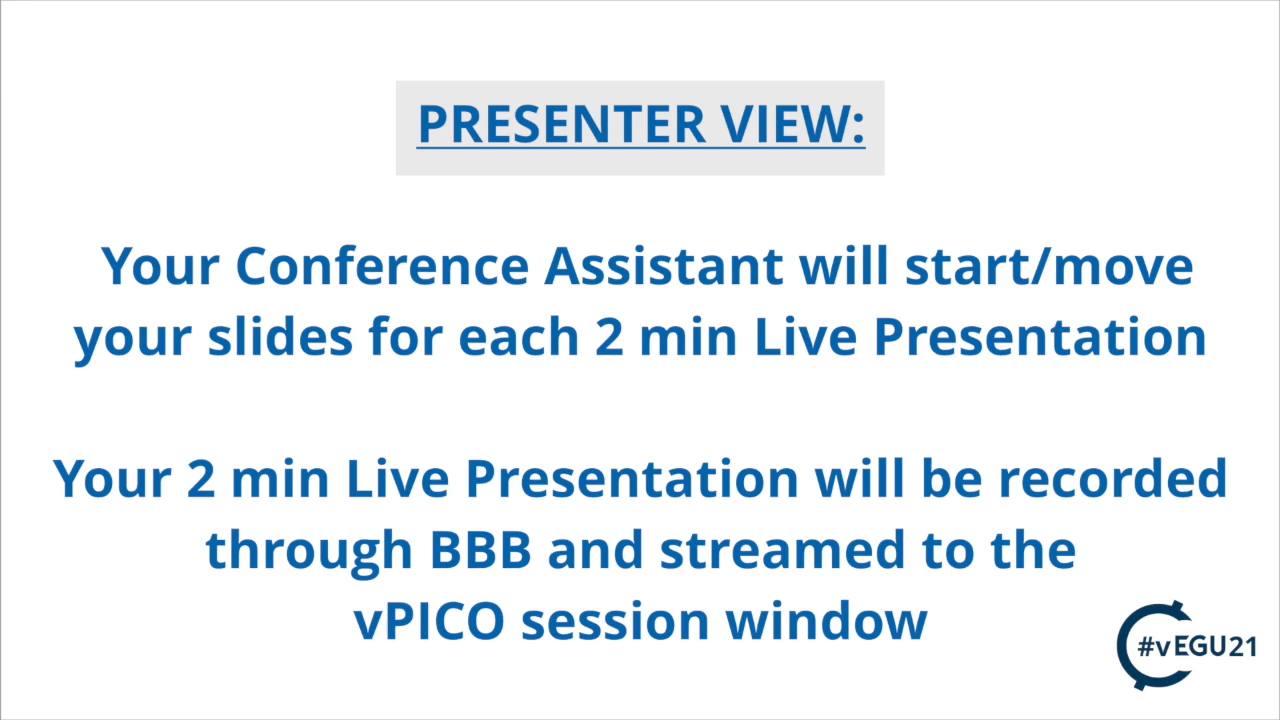 PRESENTER VIEW:
Your Conference Assistant will start/move
your slides for each 2 min Live Presentation
Your 2 min Live Presentation will be recorded
through BBB and streamed to the
vPICO session window
#vEGU21